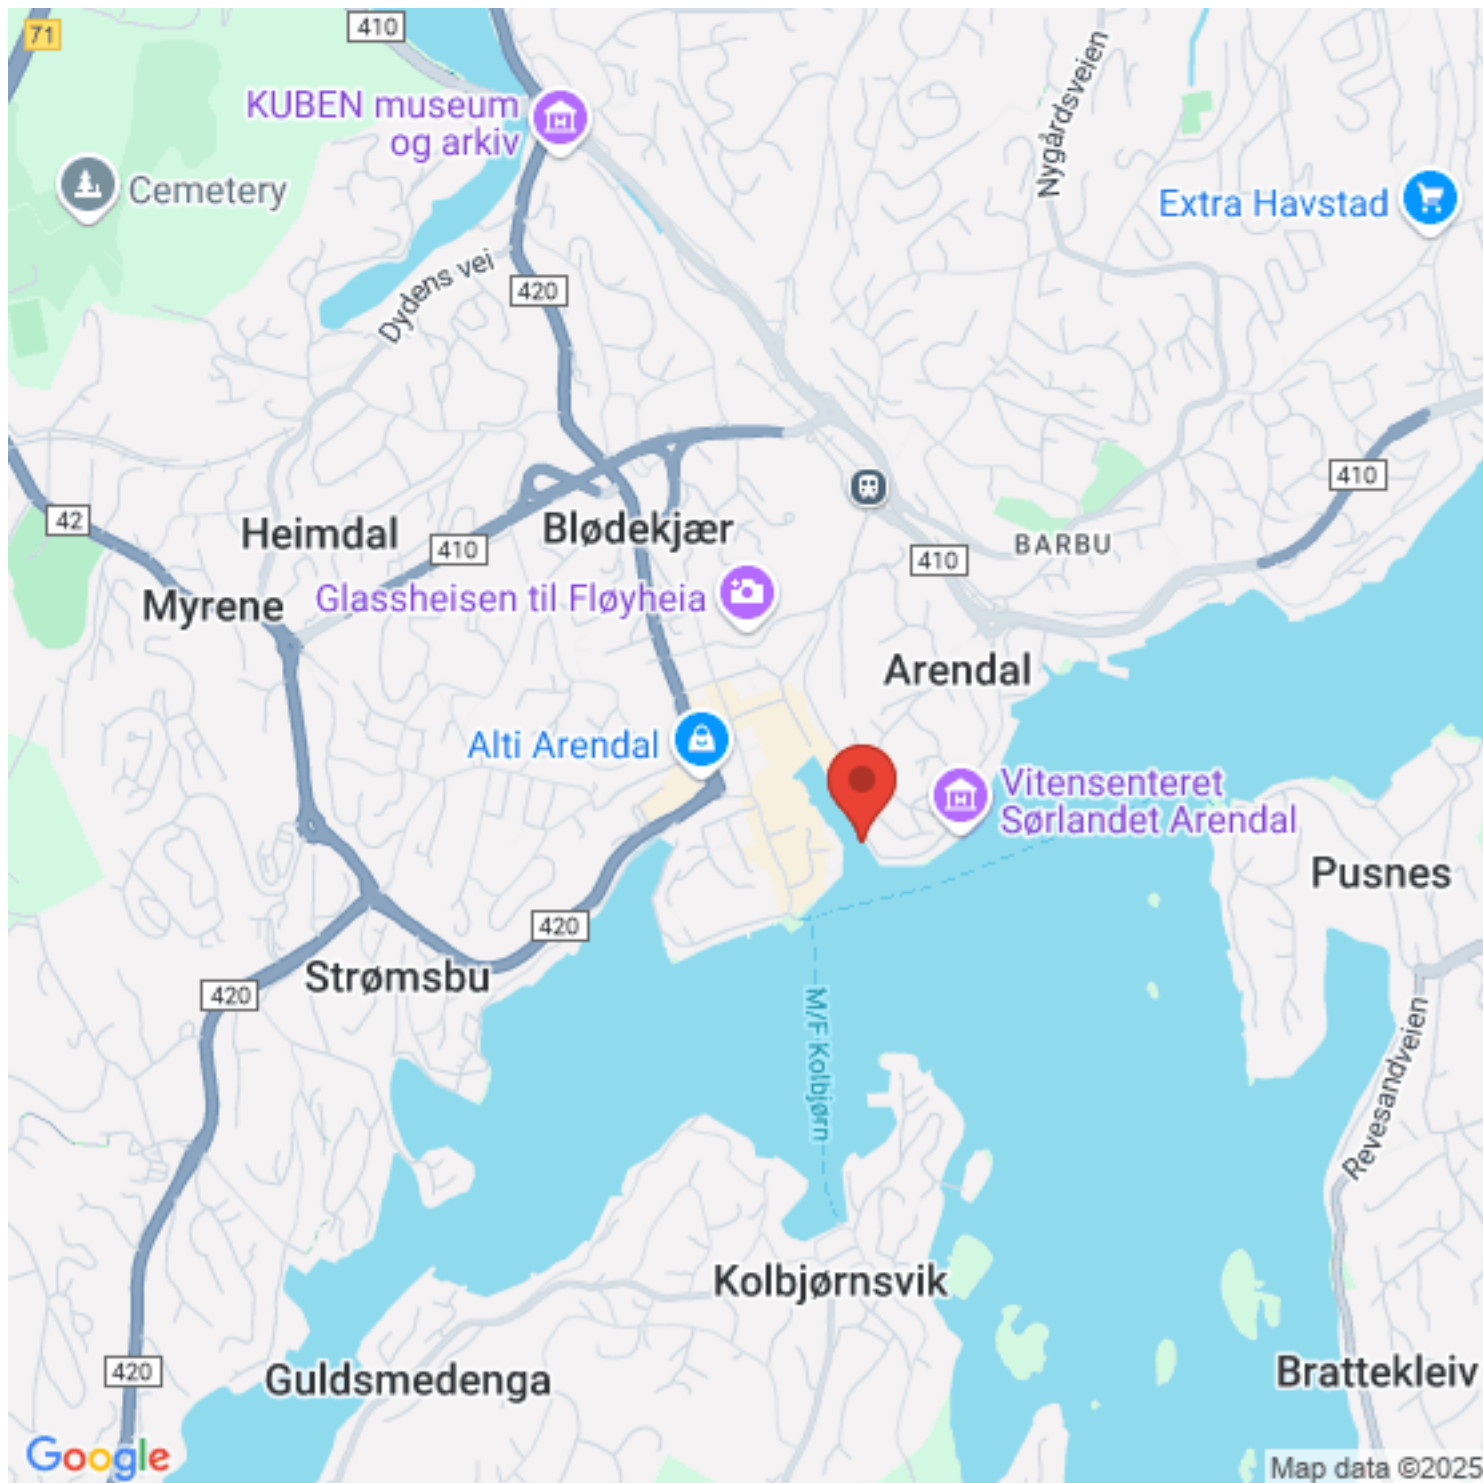 71
410
KUBEN museum
og arkiv
Cemetery
Nygårdsveien
Extra Havstad
Dydens vei
420
410
42
Heimdal
410
Blødekjær
410
BARBU
Myrene
Glassheisen til Fløyheia
Arendal
Alti Arendal
Vitensenteret
Sørlandet Arendal
Pusnes
420
Strømsbu
420
M/F Kolbjørn
Revesandveien
Kolbjørnsvik
420
Guldsmedenga
Brattekleiv
Google
Map data ©2025